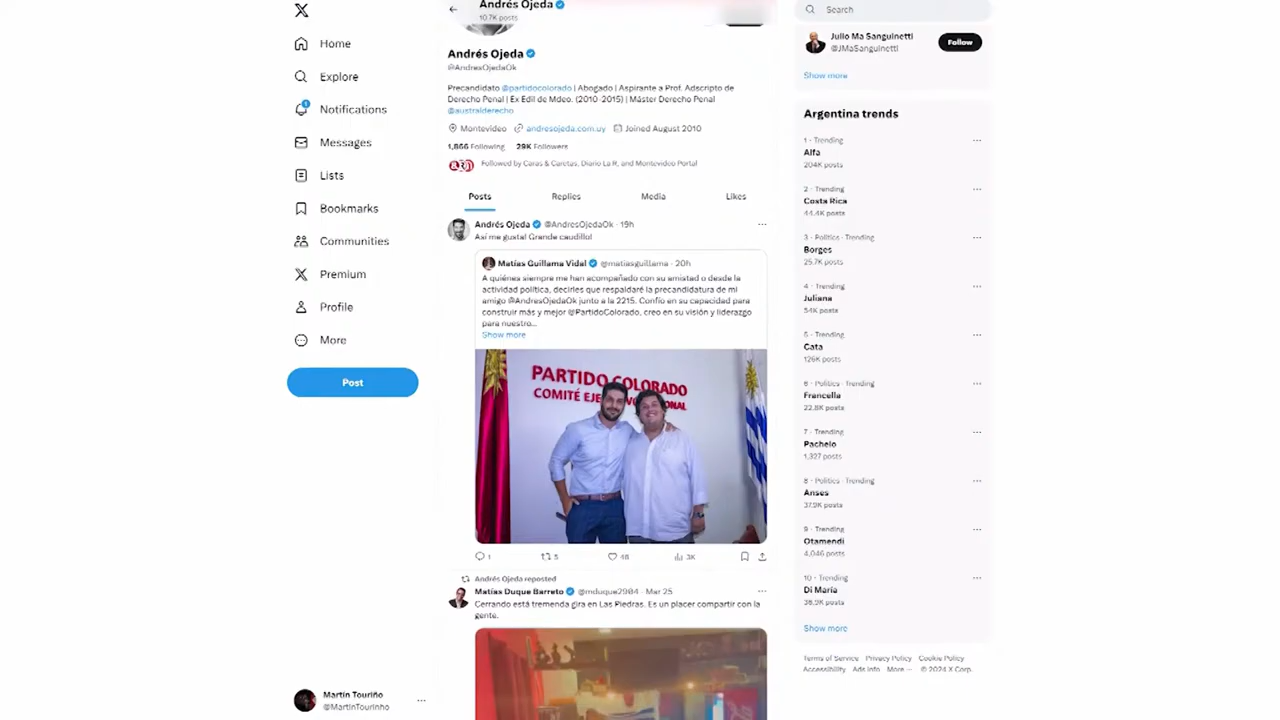 Home
Explore
Notifications
Messages
Lists
Bookmarks
Communities
Premium
Profile
More
Post
Martín Touriño
@MartinTourinho
Andrés Ojeda
10.7K posts
Andrés Ojeda
@AndresOjedaOk
Precandidato @partidocolorado | Abogado | Aspirante a Prof. Adscripto de
Derecho Penal | Ex Edil de Mdeo. (2010-2015) | Máster Derecho Penal
@australderecho
Montevideo andresojeda.com.uy Joined August 2010
1,866 Following 29K Followers
Followed by Caras & Caretas, Diario La R, and Montevideo Portal
Posts Replies Media Likes
Andrés Ojeda @AndresOjedaOk · 19h
Así me gusta! Grande caudillo!
Matías Guillama Vidal @matiasguillama · 20h
A quiénes siempre me han acompañado con su amistad o desde la
actividad política, decirles que respaldaré la precandidatura de mi
amigo @AndresOjedaOk junto a la 2215. Confío en su capacidad para
construir más y mejor @PartidoColorado, creo en su visión y liderazgo
para nuestro...
Show more
PARTIDO COLORADO
COMITÉ
1 5 48 3K
Andrés Ojeda reposted
Matías Duque Barreto @mduque2904 · Mar 25
Cerrando está tremenda gira en Las Piedras. Es un placer compartir con la
gente.
Search
Julio Ma Sanguinetti
@JMaSanguinetti
Follow
Show more
Argentina trends
1 · Trending
Alfa
204K posts
2 · Trending
Costa Rica
44.4K posts
3 · Politics · Trending
Borges
25.7K posts
4 · Trending
Juliana
54K posts
5 · Trending
Cata
126K posts
6 · Politics · Trending
Francella
22.8K posts
7 · Trending
Pachelo
1,327 posts
8 · Politics · Trending
Anses
37.9K posts
9 · Trending
Otamendi
4,046 posts
10 · Trending
Di María
38.9K posts
Show more
Terms of Service Privacy Policy Cookie Policy
Accessibility Ads info More ··· © 2024 X Corp.